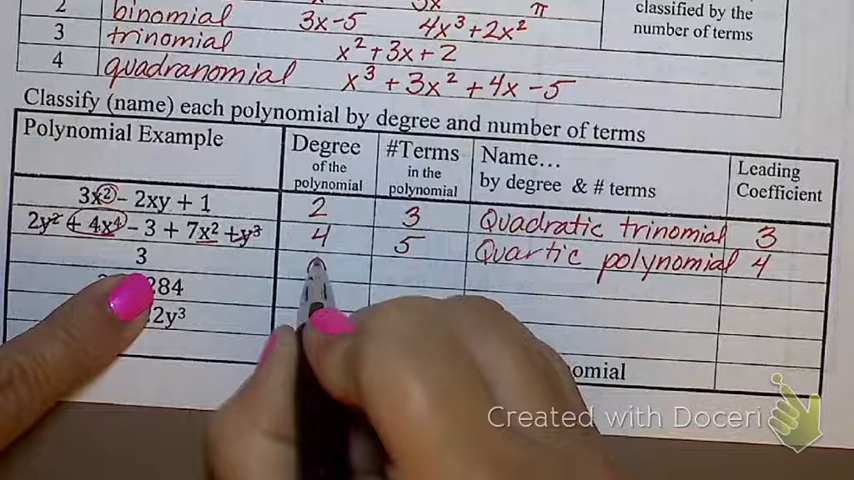 2 binomial 3x-5 4x³+2x² π classified by the
3 trinomial x²+3x+2 number of terms
4 quadranomial x³+3x²+4x-5
Classify (name) each polynomial by degree and number of terms
Polynomial Example Degree of the polynomial #Terms in the polynomial Name... by degree & # terms Leading Coefficient
3x² - 2xy + 1 2 3 Quadratic trinomial 3
2y² + 4x⁴ - 3 + 7x² + y³ 4 5 Quartic polynomial 4
3
284
2y³
omial
Created with Doceri